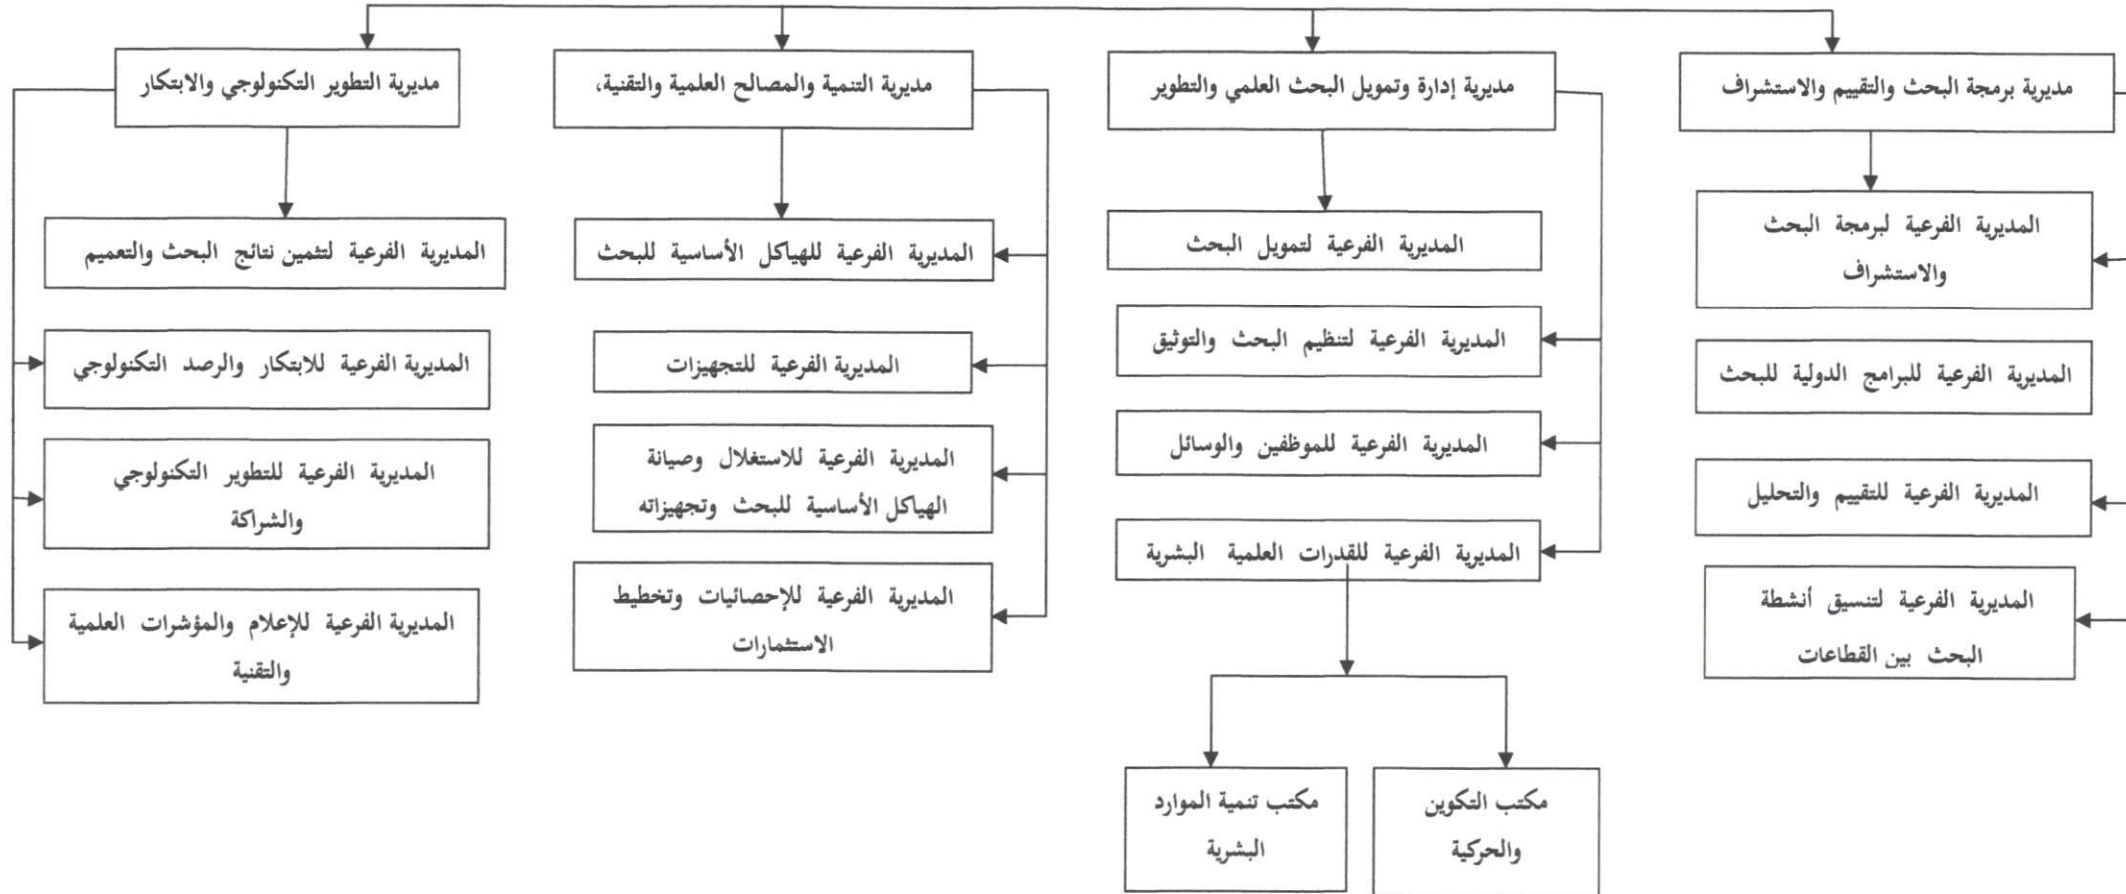 مديرية برمجة البحث والتقييم والاستشراف
مديرية إدارة وتمويل البحث العلمي والتطوير
مديرية التنمية والمصالح العلمية والتقنية،
مديرية التطوير التكنولوجي والابتكار
المديرية الفرعية لبرمجة البحث
والاستشراف
المديرية الفرعية للبرامج الدولية للبحث
المديرية الفرعية للتقييم والتحليل
المديرية الفرعية لتنسيق أنشطة
البحث بين القطاعات
المديرية الفرعية لتمويل البحث
المديرية الفرعية لتنظيم البحث والتوثيق
المديرية الفرعية للموظفين والوسائل
المديرية الفرعية للقدرات العلمية البشرية
مكتب التكوين
والحركية
مكتب تنمية الموارد
البشرية
المديرية الفرعية للهياكل الأساسية للبحث
المديرية الفرعية للتجهيزات
المديرية الفرعية للاستغلال وصيانة
الهياكل الأساسية للبحث وتجهيزاته
المديرية الفرعية للإحصائيات وتخطيط
الاستثمارات
المديرية الفرعية لتثمين نتائج البحث والتعميم
المديرية الفرعية للابتكار والرصد التكنولوجي
المديرية الفرعية للتطوير التكنولوجي
والشراكة
المديرية الفرعية للإعلام والمؤشرات العلمية
والتقنية